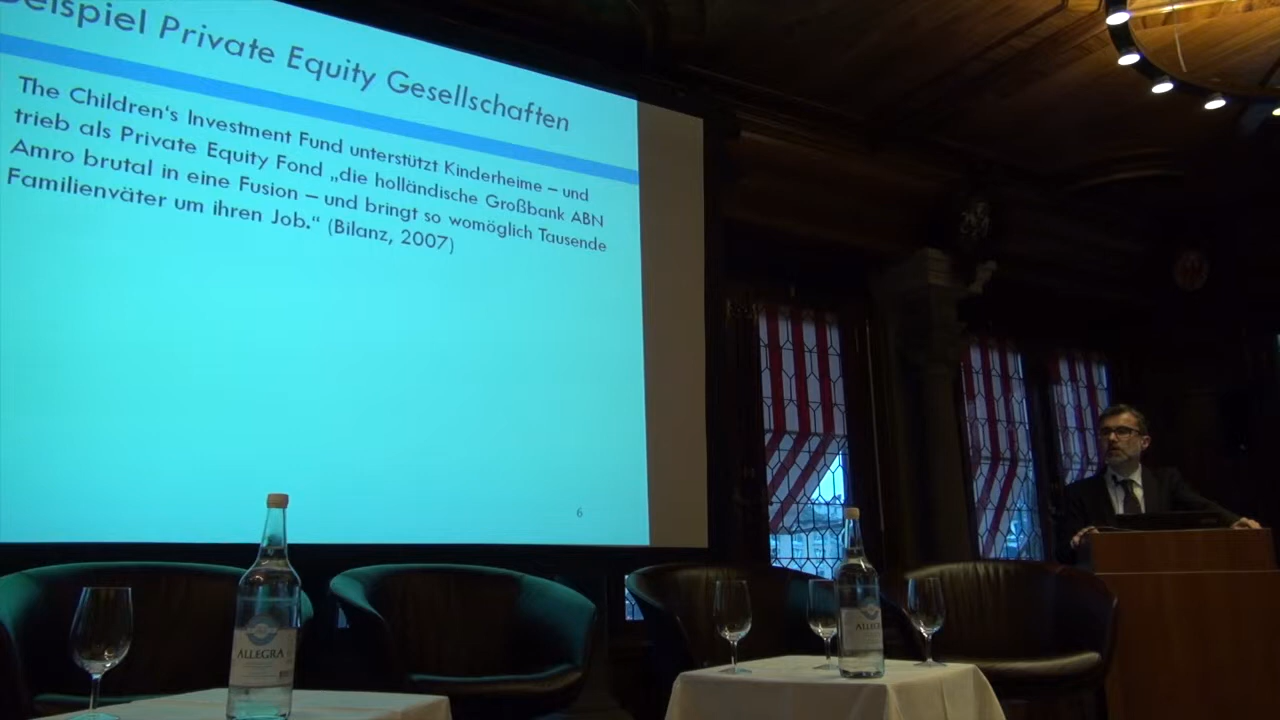 Beispiel Private Equity Gesellschaften
The Children's Investment Fund unterstützt Kinderheime – und
trieb als Private Equity Fond „die holländische Großbank ABN
Amro brutal in eine Fusion – und bringt so womöglich Tausende
Familienväter um ihren Job.“ (Bilanz, 2007)
6
ALLEGRA
ALLEGRA